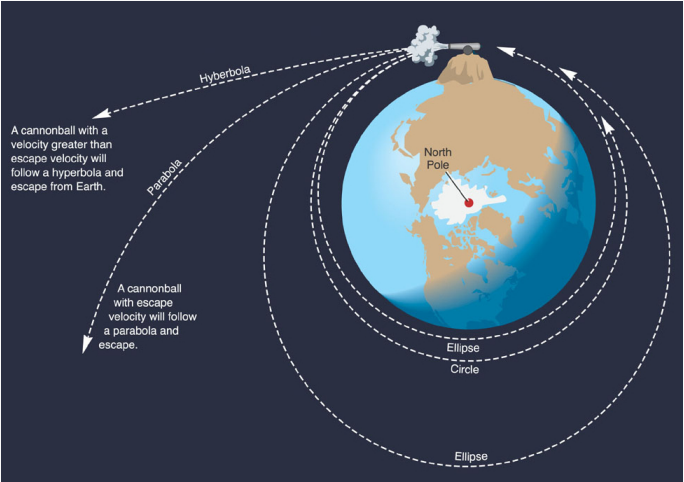 Hyberbola
A cannonball with a
velocity greater than
escape velocity will
follow a hyperbola and
escape from Earth.
Parabola
North
Pole
A cannonball
with escape
velocity will follow
a parabola and
escape.
Ellipse
Circle
Ellipse